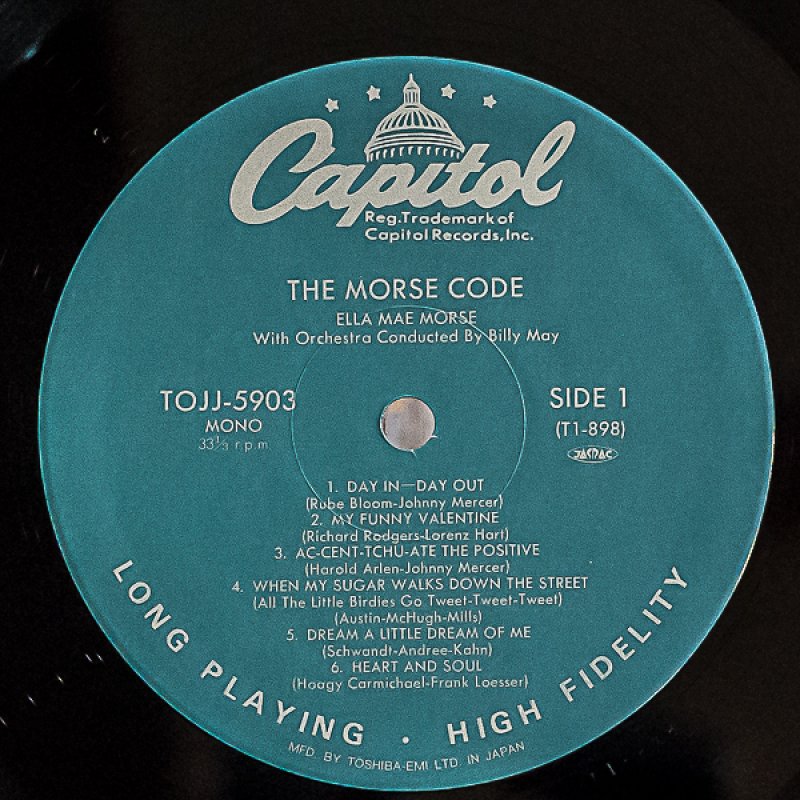 Capitol
Reg.Trademark of
Capitol Records, Inc.
THE MORSE CODE
ELLA MAE MORSE
With Orchestra Conducted By Billy May
TOJJ-5903
MONO
33⅓ r.p.m
SIDE 1
(T1-898)
JASRAC
1. DAY IN—DAY OUT
(Rube Bloom-Johnny Mercer)
2. MY FUNNY VALENTINE
(Richard Rodgers-Lorenz Hart)
3. AC-CENT-TCHU-ATE THE POSITIVE
(Harold Arlen-Johnny Mercer)
4. WHEN MY SUGAR WALKS DOWN THE STREET
(All The Little Birdies Go Tweet-Tweet-Tweet)
(Austin-McHugh-Mills)
5. DREAM A LITTLE DREAM OF ME
(Schwandt-Andree-Kahn)
6. HEART AND SOUL
(Hoagy Carmichael-Frank Loesser)
LONG PLAYING • HIGH FIDELITY
MFD. BY TOSHIBA-EMI LTD. IN JAPAN